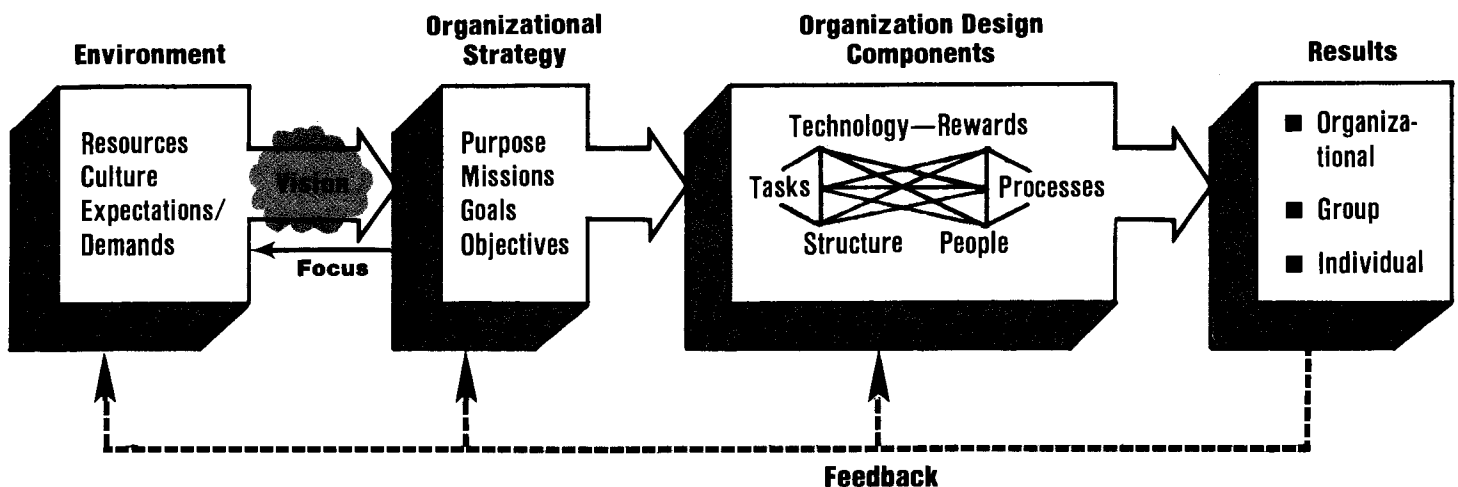 Environment
Resources
Culture
Expectations/
Demands
Vision
Focus
Organizational
Strategy
Purpose
Missions
Goals
Objectives
Organization Design
Components
Technology—Rewards
Tasks
Processes
Structure
People
Results
Organiza-
tional
Group
Individual
Feedback